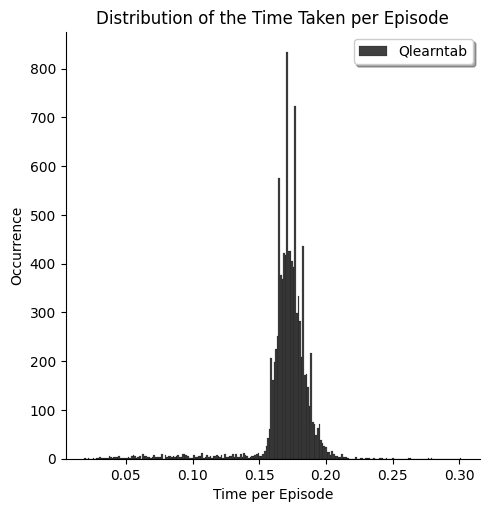 Distribution of the Time Taken per Episode
Qlearntab
800
700
600
500
400
300
200
100
0
Occurrence
0.05 0.10 0.15 0.20 0.25 0.30
Time per Episode